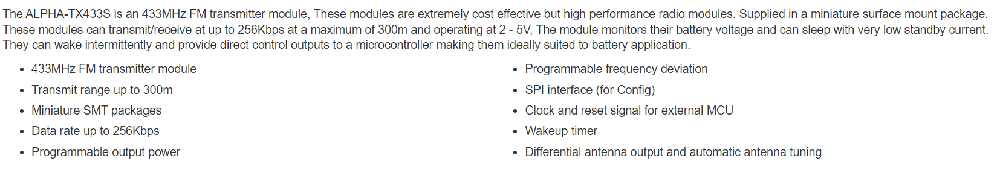 The ALPHA-TX433S is an 433MHz FM transmitter module, These modules are extremely cost effective but high performance radio modules. Supplied in a miniature surface mount package.
These modules can transmit/receive at up to 256Kbps at a maximum of 300m and operating at 2 - 5V, The module monitors their battery voltage and can sleep with very low standby current.
They can wake intermittently and provide direct control outputs to a microcontroller making them ideally suited to battery application.
• 433MHz FM transmitter module
• Transmit range up to 300m
• Miniature SMT packages
• Data rate up to 256Kbps
• Programmable output power
• Programmable frequency deviation
• SPI interface (for Config)
• Clock and reset signal for external MCU
• Wakeup timer
• Differential antenna output and automatic antenna tuning